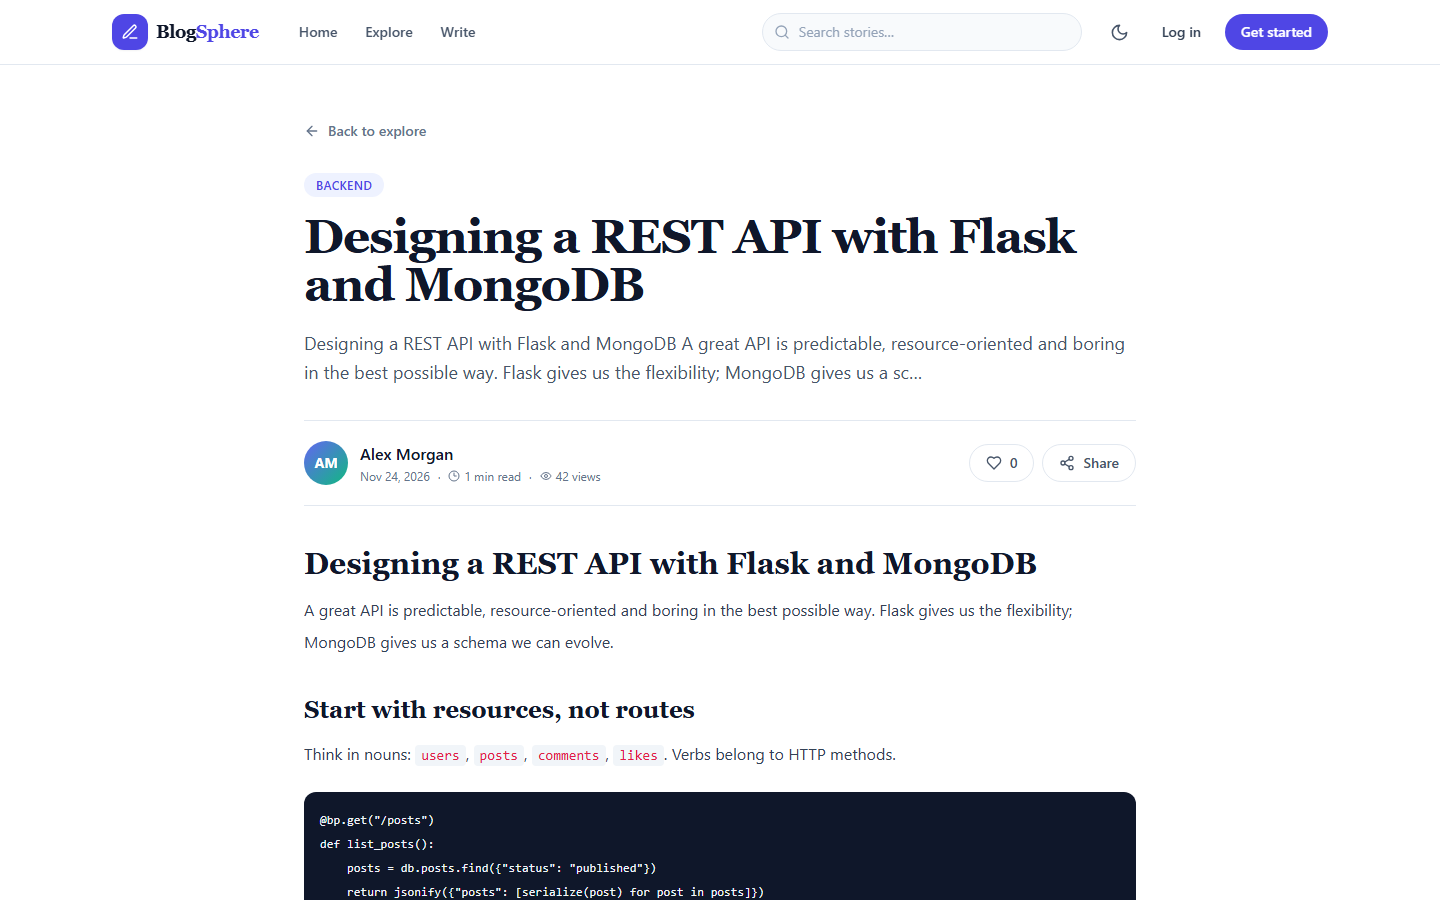 BlogSphere Home Explore Write Search stories... Log in Get started
Back to explore
BACKEND
Designing a REST API with Flask
and MongoDB
Designing a REST API with Flask and MongoDB A great API is predictable, resource-oriented and boring
in the best possible way. Flask gives us the flexibility; MongoDB gives us a sc...
AM Alex Morgan
Nov 24, 2026 · 1 min read · 42 views
0 Share
Designing a REST API with Flask and MongoDB
A great API is predictable, resource-oriented and boring in the best possible way. Flask gives us the flexibility;
MongoDB gives us a schema we can evolve.
Start with resources, not routes
Think in nouns: users, posts, comments, likes. Verbs belong to HTTP methods.
@bp.get("/posts")
def list_posts():
    posts = db.posts.find({"status": "published"})
    return jsonify({"posts": [serialize(post) for post in posts]})